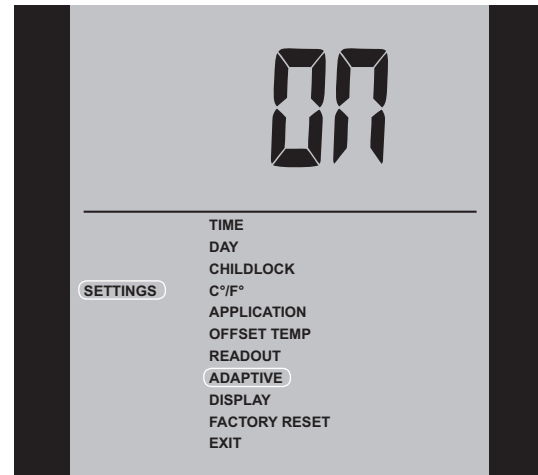 ON
TIME
DAY
CHILDLOCK
SETTINGS C°/F°
APPLICATION
OFFSET TEMP
READOUT
ADAPTIVE
DISPLAY
FACTORY RESET
EXIT